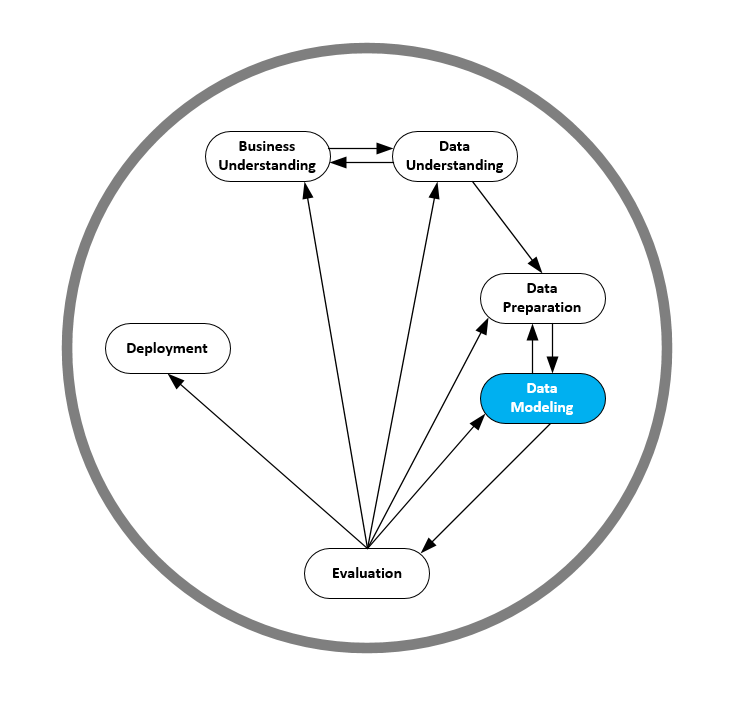 Business
Understanding
Data
Understanding
Data
Preparation
Deployment
Data
Modeling
Evaluation